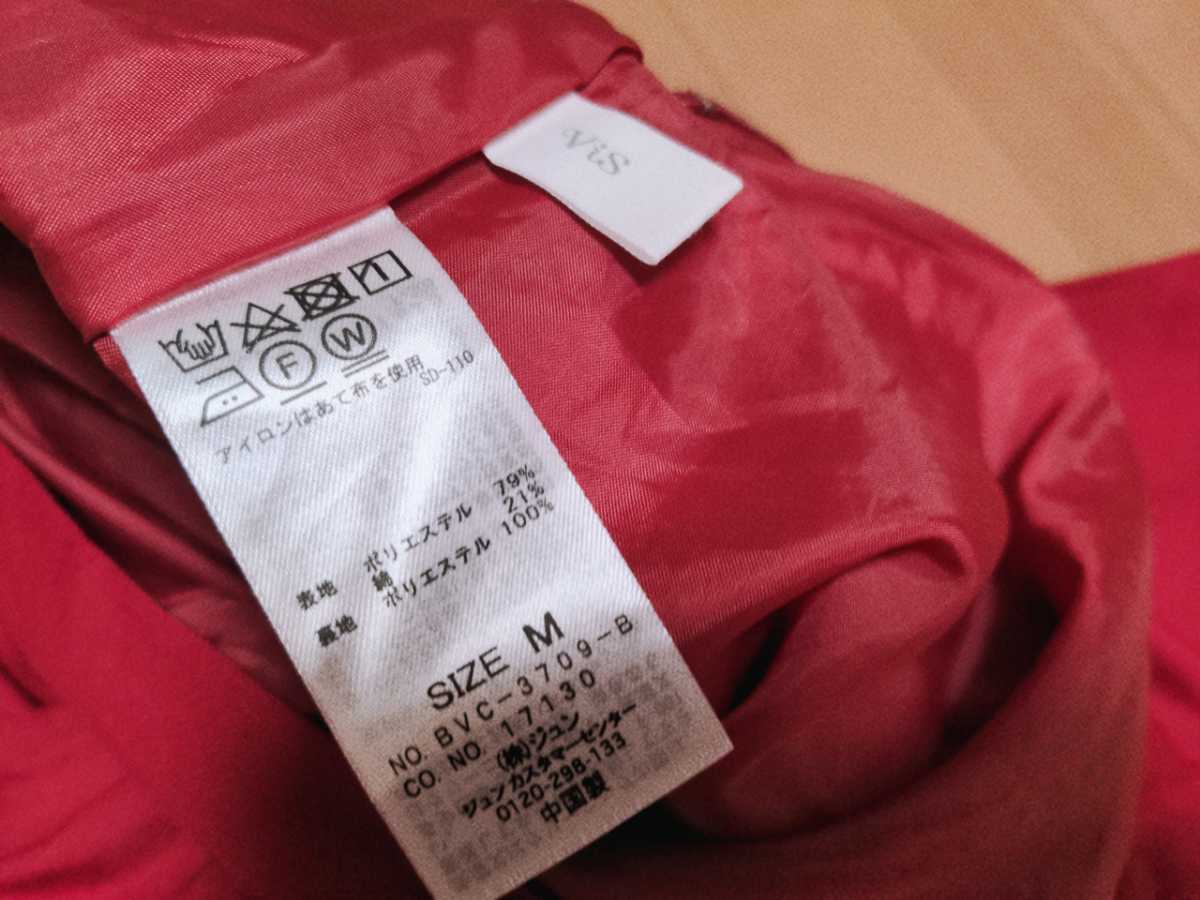 ViS
F W
アイロンはあて布を使用
SD-110
表地 ポリエステル 79%
綿 21%
裏地 ポリエステル 100%
SIZE M
NO. BVC-3709-B
CO. NO. 17130
(株)ジュン
ジュンカスタマーセンター
0120-298-133
中国製